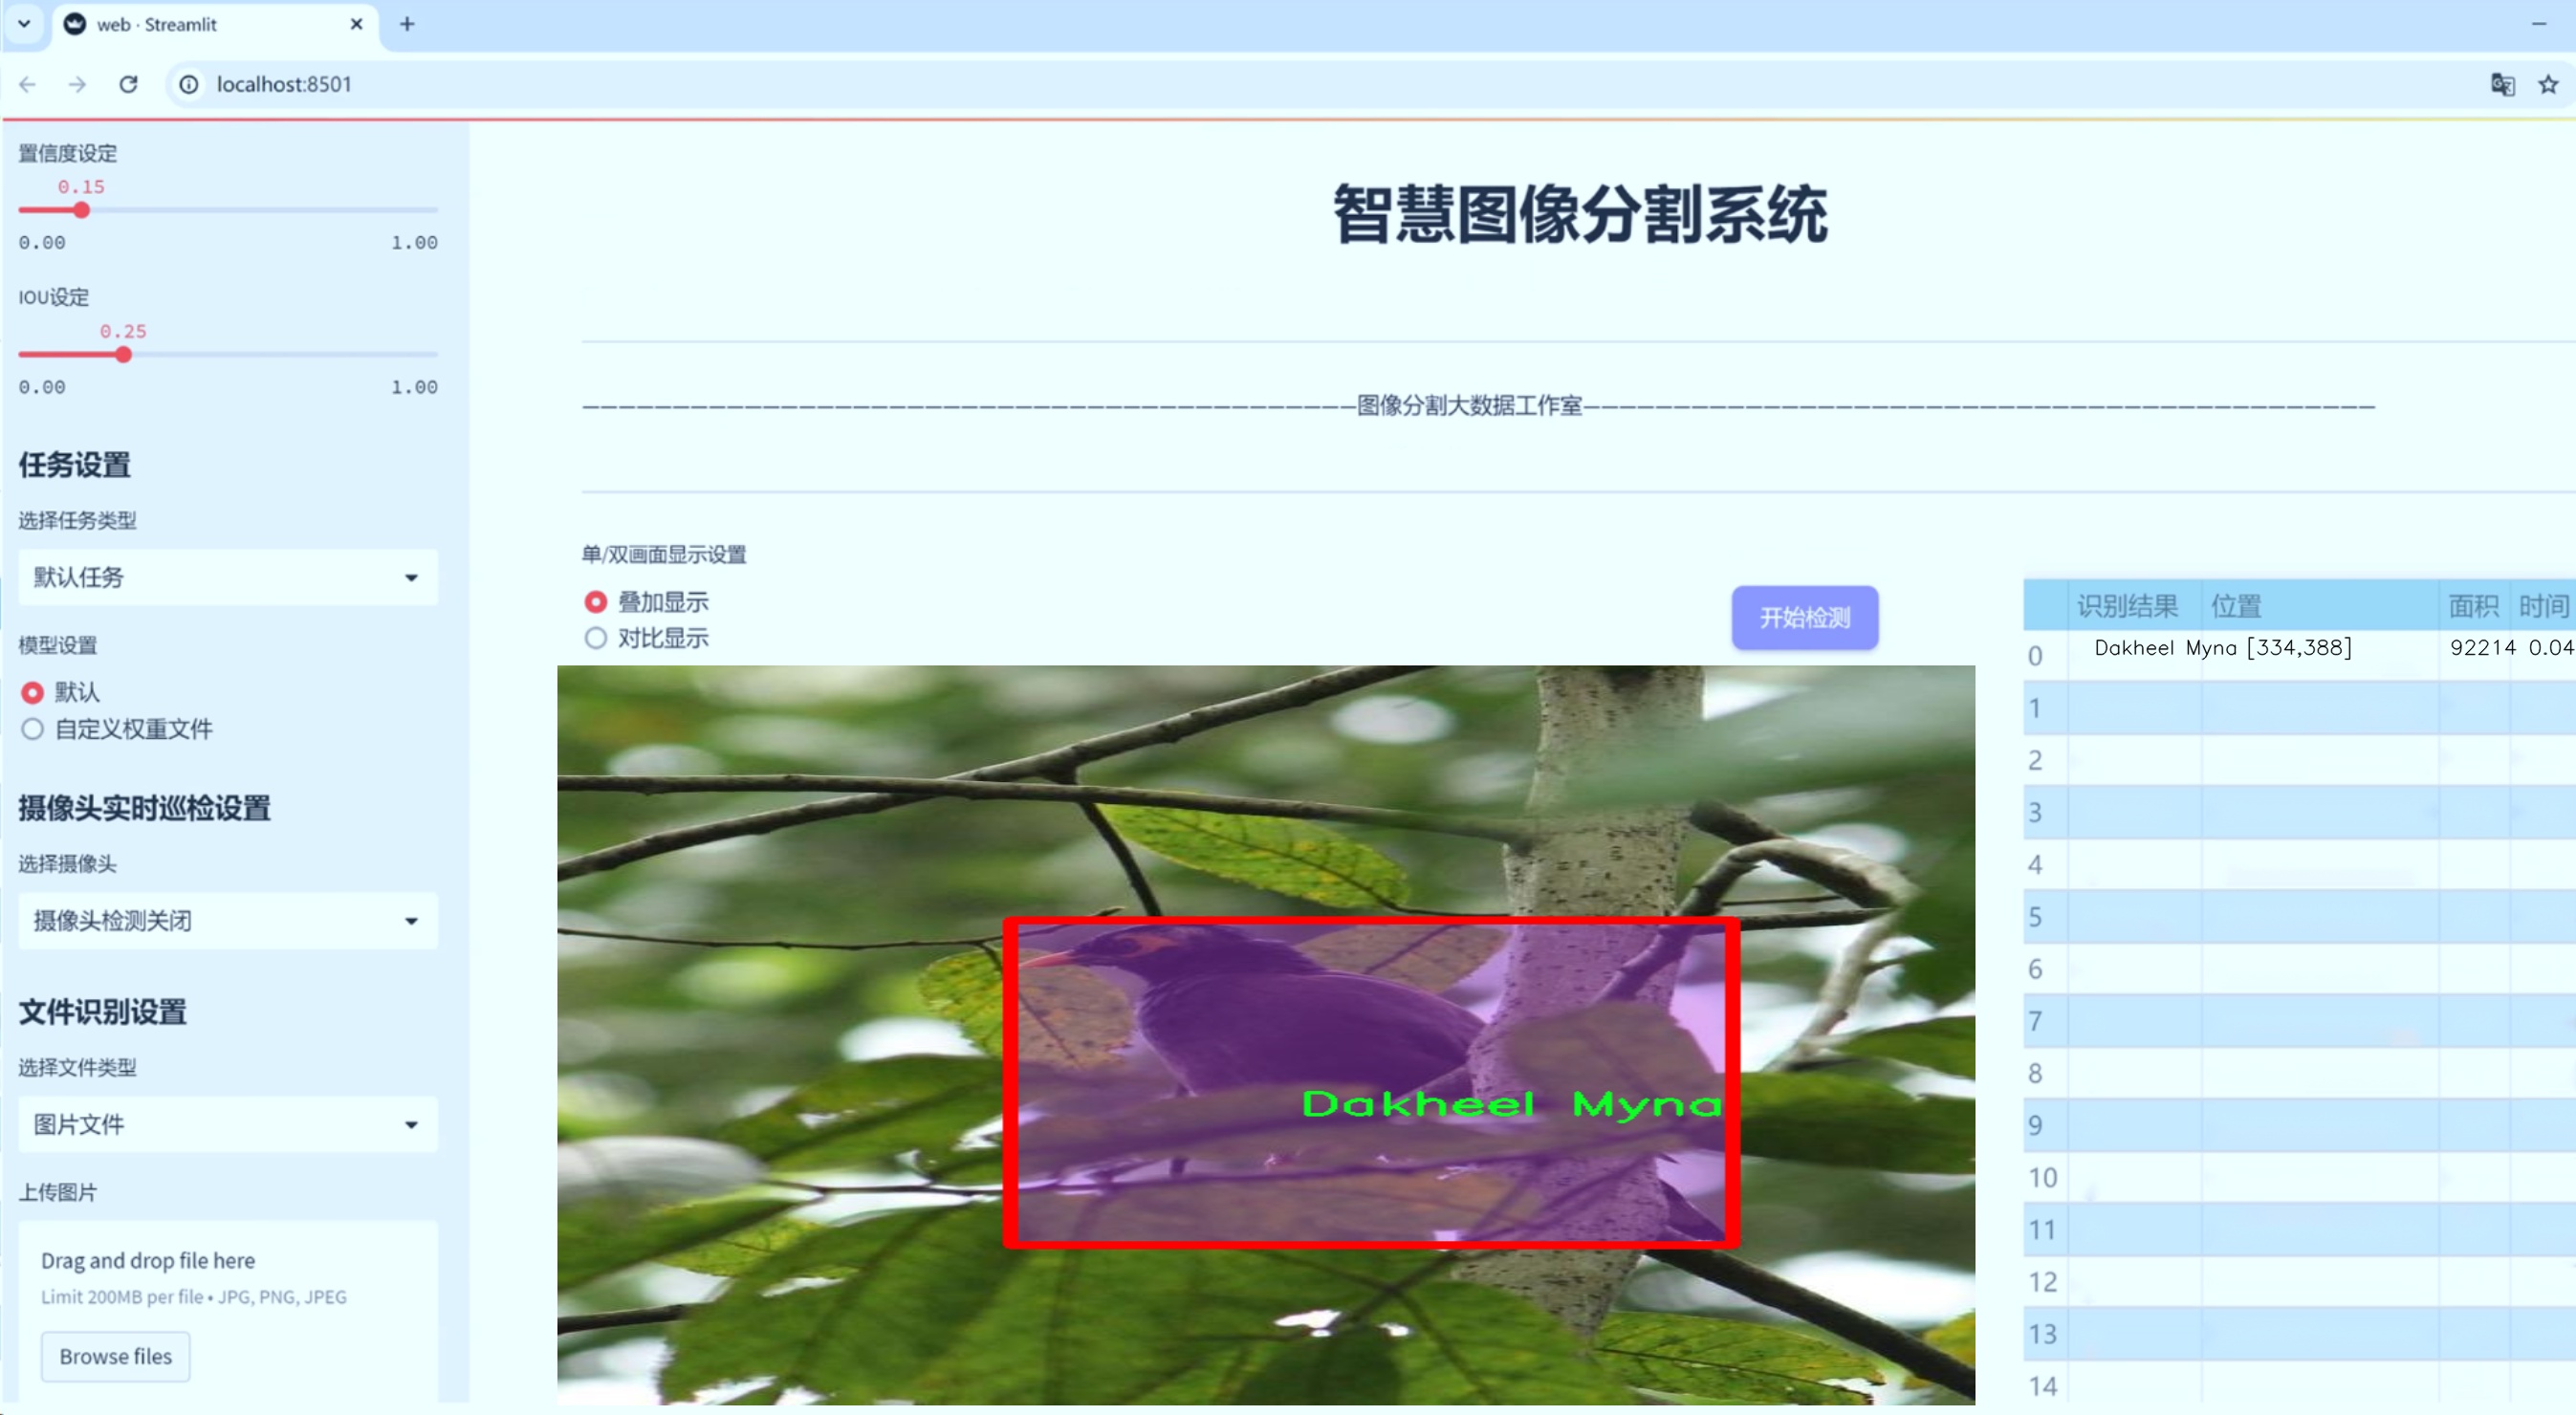 web · Streamlit
localhost:8501
置信度设定
0.15
0.00 1.00
IOU设定
0.25
0.00 1.00
任务设置
选择任务类型
默认任务
模型设置
默认
自定义权重文件
摄像头实时巡检设置
选择摄像头
摄像头检测关闭
文件识别设置
选择文件类型
图片文件
上传图片
Drag and drop file here
Limit 200MB per file • JPG, PNG, JPEG
Browse files
智慧图像分割系统
图像分割大数据工作室
单/双画面显示设置
叠加显示
对比显示
开始检测
Dakheel Myna
识别结果 位置 面积 时间
0 Dakheel Myna [334,388] 92214 0.04
1
2
3
4
5
6
7
8
9
10
11
12
13
14